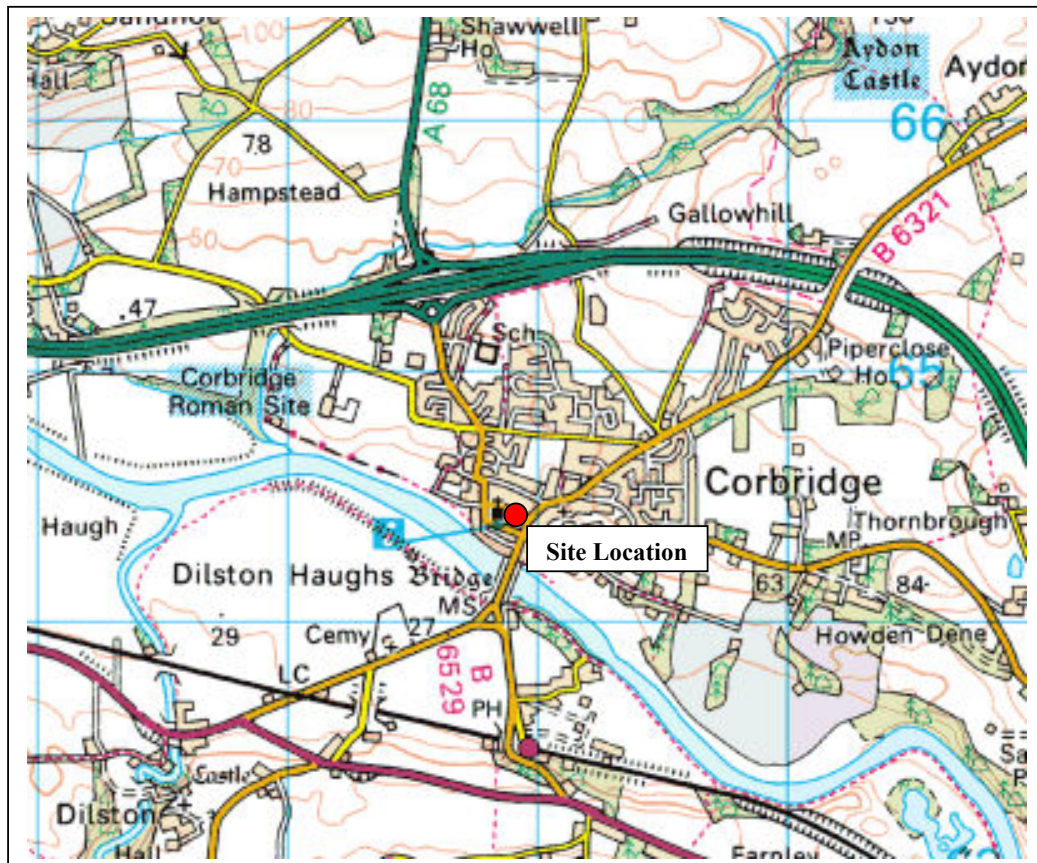 Shawwell
Ho
100
Aydon
Castle
Aydon
Hall
A 68
80
66
78
70
Hampstead
Gallowhill
50
B 6321
.47
Sch
Piperclose
Ho
65
Corbridge
Roman Site
Corbridge
Haugh
Thornbrough
Site Location
MP
Dilston Haughs
Bridge
MS
63
84
29
Cemy
27
Howden Dene
LC
B
6529
PH
Castle
Dilston
Hall
Farnley